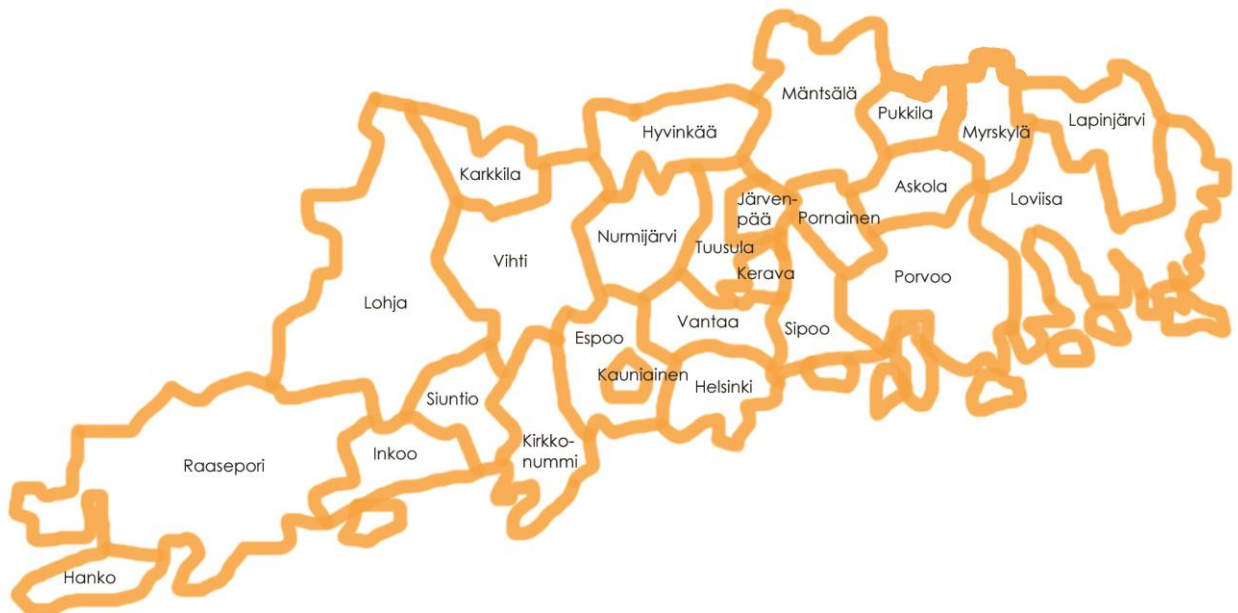 Mäntsälä
Pukkila
Lapinjärvi
Hyvinkää
Myrskylä
Karkkila
Askola
Järven-
pää
Pornainen
Loviisa
Nurmijärvi
Tuusula
Vihti
Kerava
Porvoo
Lohja
Vantaa
Sipoo
Espoo
Kauniainen
Helsinki
Siuntio
Kirkko-
nummi
Inkoo
Raasepori
Hanko